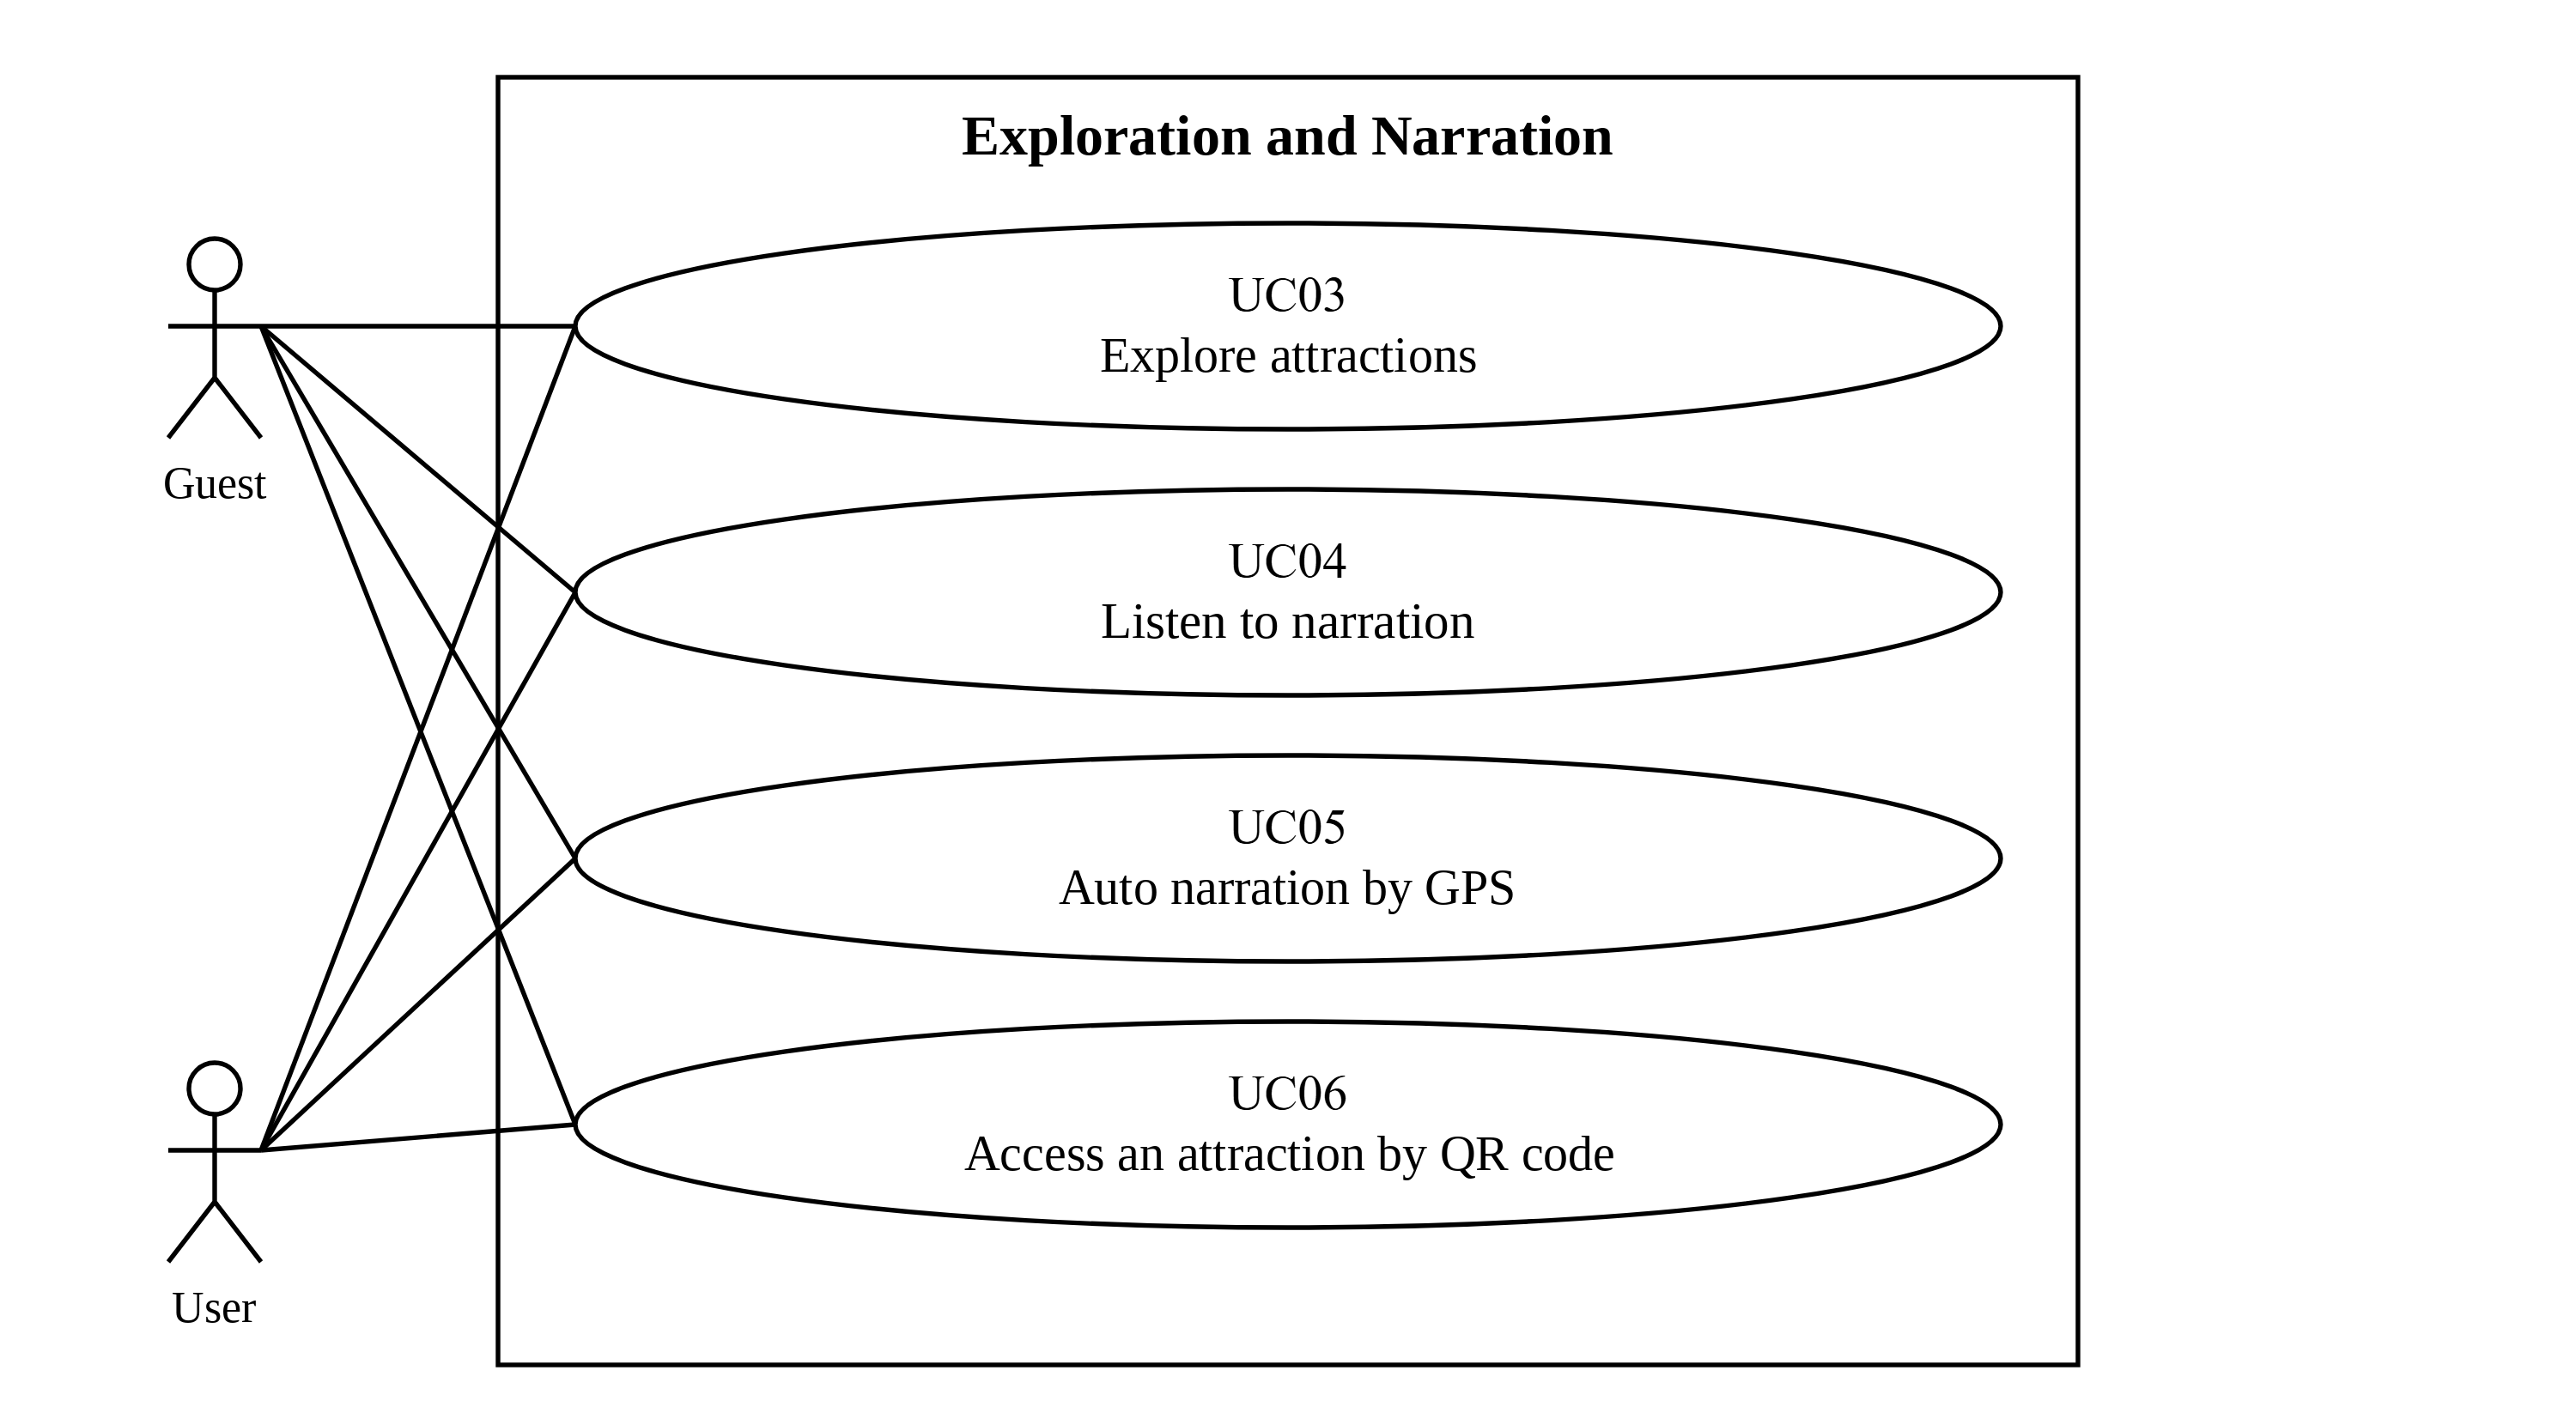 Exploration and Narration
UC03
Explore attractions
Guest
UC04
Listen to narration
UC05
Auto narration by GPS
UC06
Access an attraction by QR code
User